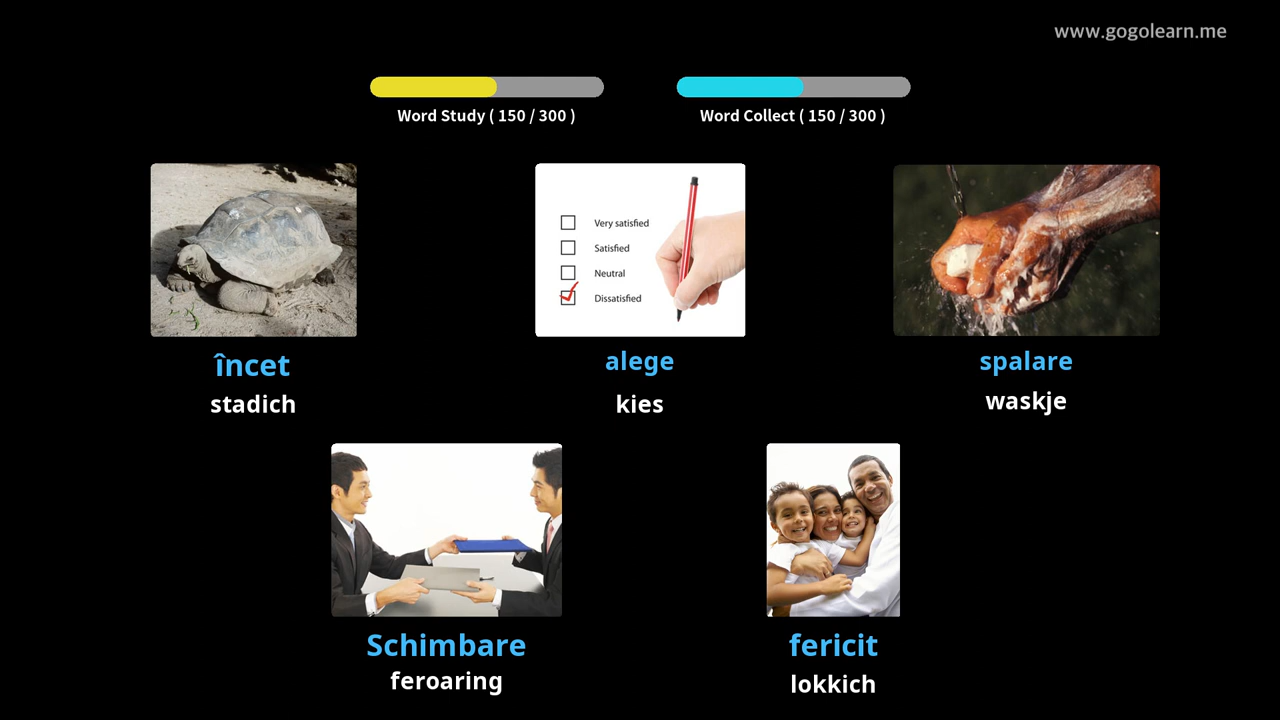 www.gogolearn.me
Word Study ( 150 / 300 )
Word Collect ( 150 / 300 )
Very satisfied
Satisfied
Neutral
Dissatisfied
încet
stadich
alege
kies
spalare
waskje
Schimbare
feroaring
fericit
lokkich